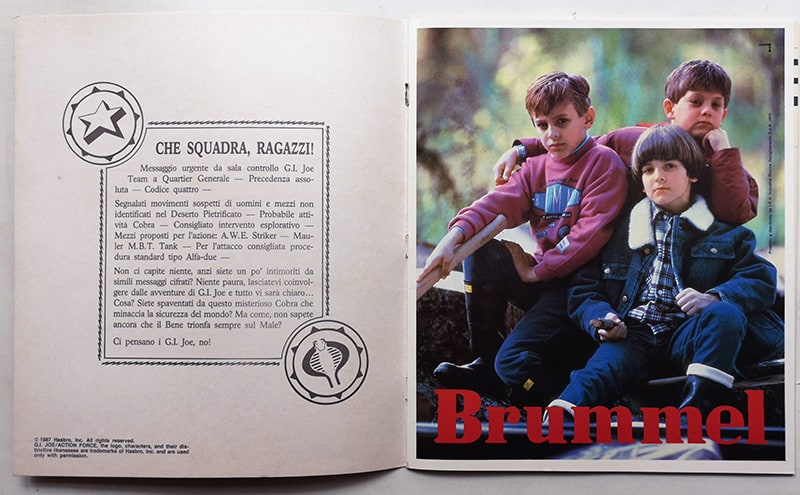 CHE SQUADRA, RAGAZZI!
Messaggio urgente da sala controllo G.I. Joe
Team a Quartier Generale — Precedenza asso-
luta — Codice quattro —
Segnalati movimenti sospetti di uomini e mezzi non
identificati nel Deserto Pietrificato — Probabile atti-
vità Cobra — Consigliato intervento esplorativo —
Mezzi proposti per l'azione: A.W.E. Striker — Mau-
ler M.B.T. Tank — Per l'attacco consigliata proce-
dura standard tipo Alfa-due —
Non ci capite niente, anzi siete un po' intimoriti da
simili messaggi cifrati? Niente paura, lasciatevi coinvol-
gere dalle avventure di G.I. Joe e tutto vi sarà chiaro...
Cosa? Siete spaventati da questo misterioso Cobra che
minaccia la sicurezza del mondo? Ma come, non sapete
ancora che il Bene trionfa sempre sul Male?
Ci pensano i G.I. Joe, no!
© 1987 Hasbro, Inc. All rights reserved.
G.I. JOE/ACTION FORCE, the logo, characters, and their dis-
tinctive likenesses are trademarks of Hasbro, Inc. and are used
only with permission.
Brummel